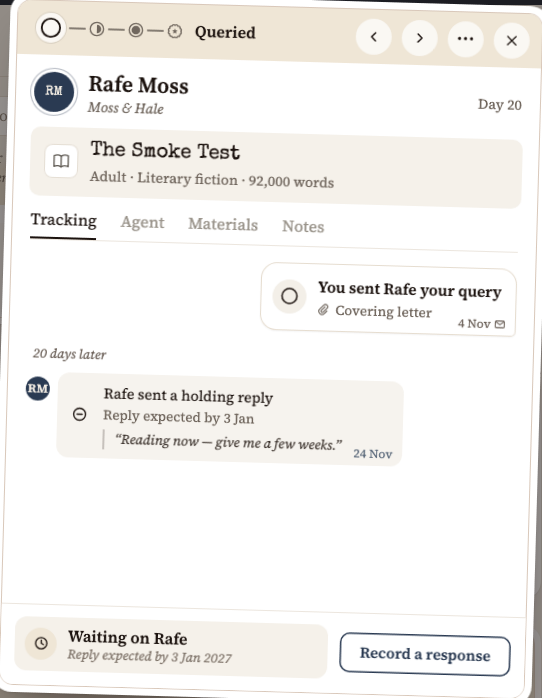 Queried
RM
Rafe Moss
Moss & Hale
Day 20
The Smoke Test
Adult · Literary fiction · 92,000 words
Tracking Agent Materials Notes
You sent Rafe your query
Covering letter
4 Nov
20 days later
RM
Rafe sent a holding reply
Reply expected by 3 Jan
“Reading now — give me a few weeks.”
24 Nov
Waiting on Rafe
Reply expected by 3 Jan 2027
Record a response